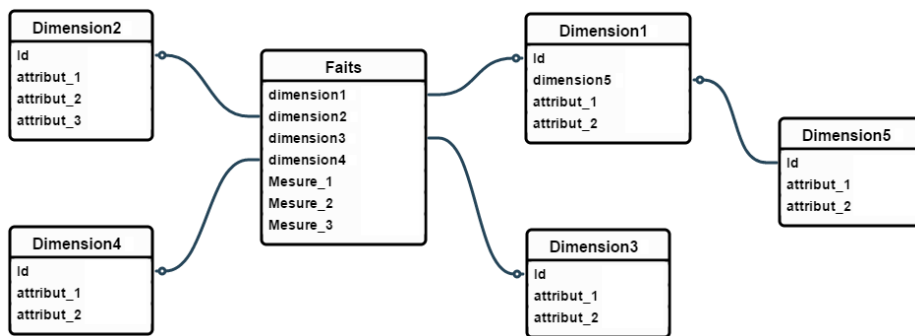 Dimension2
Id
attribut_1
attribut_2
attribut_3
Faits
dimension1
dimension2
dimension3
dimension4
Mesure_1
Mesure_2
Mesure_3
Dimension1
Id
dimension5
attribut_1
attribut_2
Dimension5
Id
attribut_1
attribut_2
Dimension4
Id
attribut_1
attribut_2
Dimension3
Id
attribut_1
attribut_2